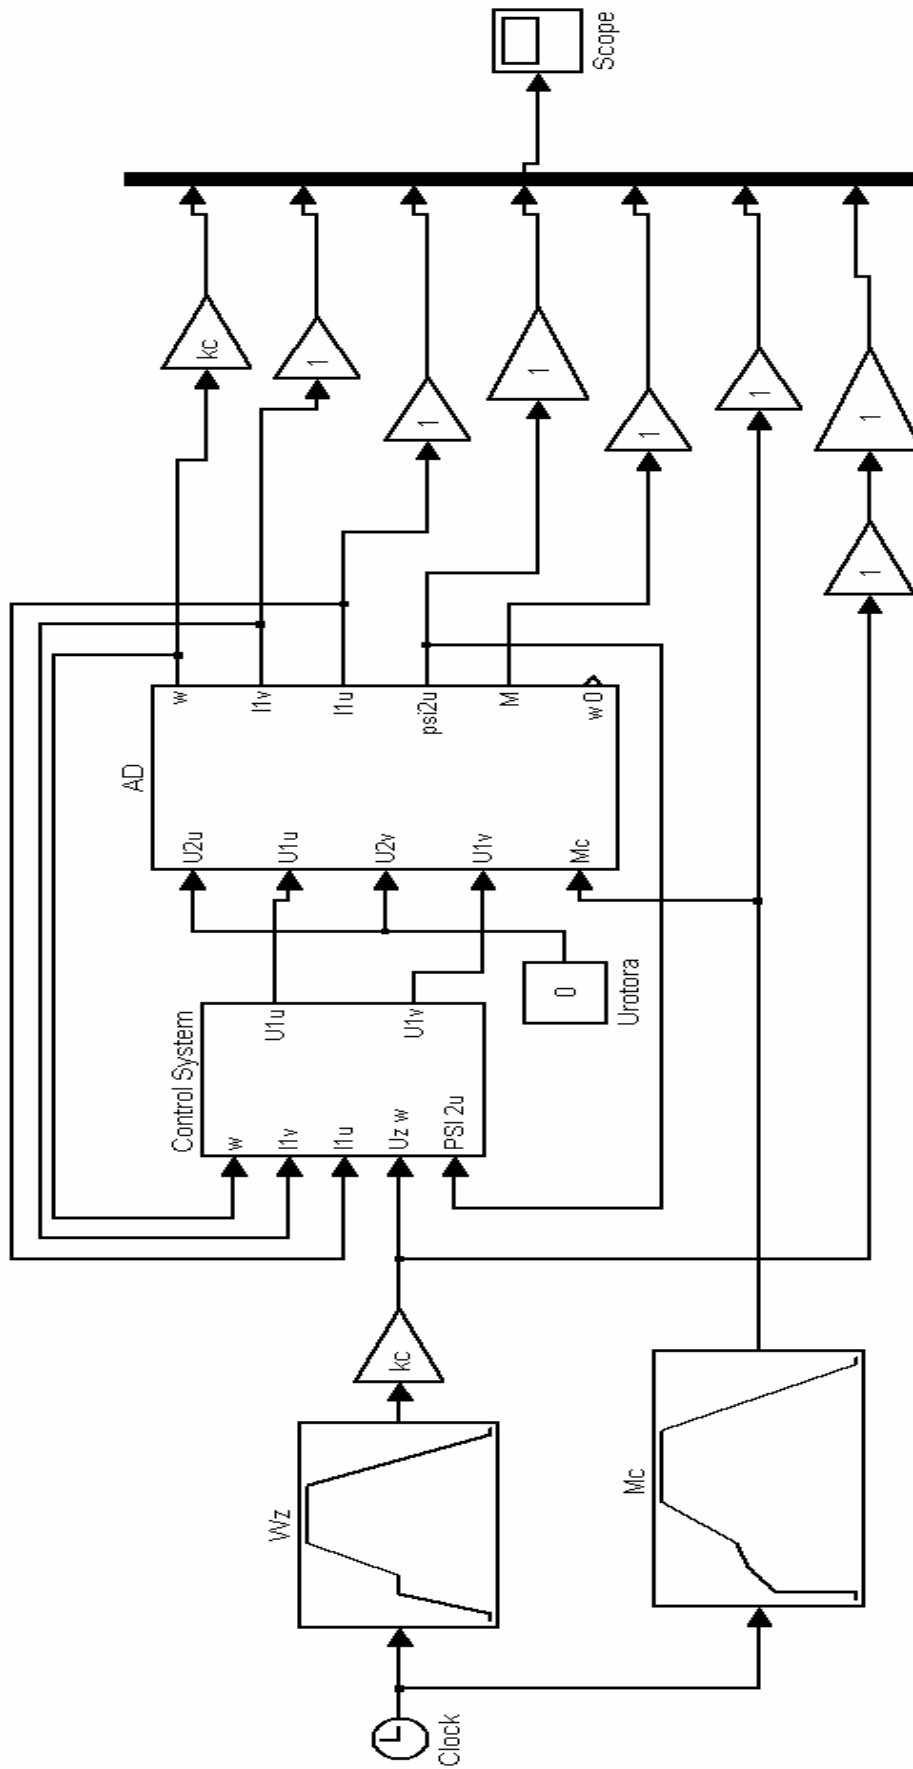 Clock
Wz
Mc
kc
Control System
w
I1v
I1u
Uz w
PSI 2u
U1u
U1v
0
Urotora
AD
U2u
U1u
U2v
U1v
Mc
w
I1v
I1u
psi2u
M
w0
kc
1
1
1
1
1
1
1
Scope